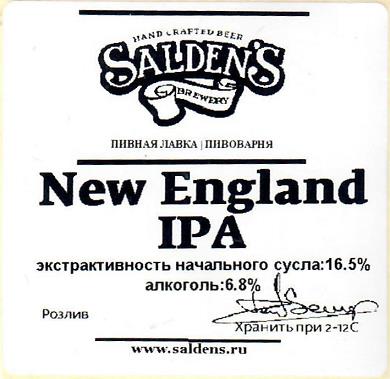 HAND CRAFTED BEER
SALDEN'S
BREWERY
ПИВНАЯ ЛАВКА | ПИВОВАРНЯ
New England
IPA
экстрактивность начального сусла:16.5%
алкоголь:6.8%
Розлив
Хранить при 2-12С
www.saldens.ru